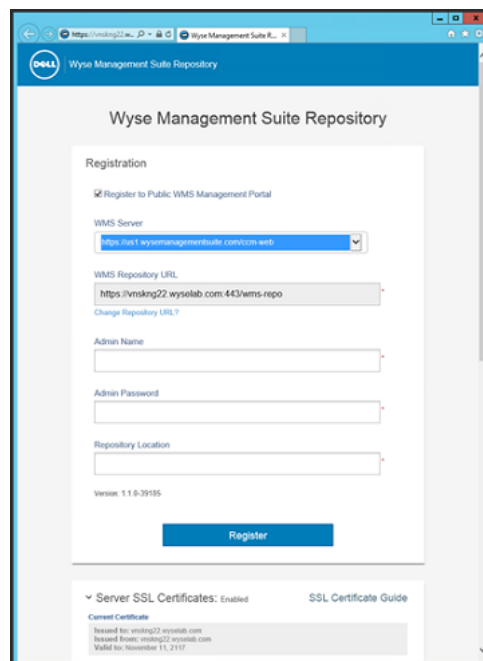 https://vnskng22.w...
Wyse Management Suite R...
DELL
Wyse Management Suite Repository
Wyse Management Suite Repository
Registration
Register to Public WMS Management Portal
WMS Server
https://us1.wysemanagementsuite.com/ccm-web
WMS Repository URL
https://vnskng22.wyselab.com:443/wms-repo
*
Change Repository URL?
Admin Name
*
Admin Password
*
Repository Location
*
Version: 1.1.0-39185
Register
Server SSL Certificates: Enabled
SSL Certificate Guide
Current Certificate
Issued to: vnskng22.wyselab.com
Issued from: vnskng22.wyselab.com
Valid to: November 11, 2117